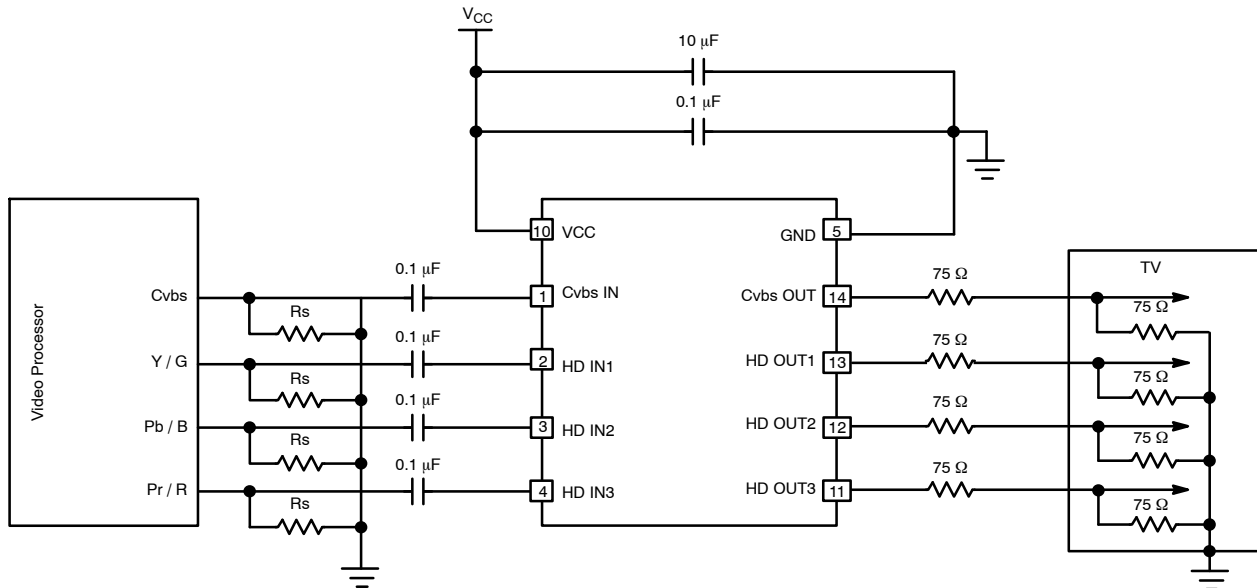 VCC
10 μF
0.1 μF
10 VCC
GND 5
Video Processor
TV
Cvbs
0.1 μF
1 Cvbs IN
Cvbs OUT 14
75 Ω
75 Ω
Rs
Y / G
0.1 μF
2 HD IN1
HD OUT1 13
75 Ω
75 Ω
Rs
Pb / B
0.1 μF
3 HD IN2
HD OUT2 12
75 Ω
75 Ω
Rs
Pr / R
0.1 μF
4 HD IN3
HD OUT3 11
75 Ω
75 Ω
Rs